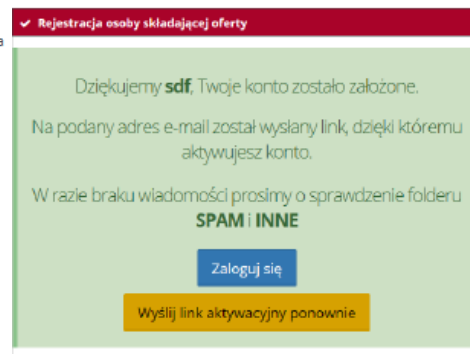 Rejestracja osoby składającej oferty
Dziękujemy sdf, Twoje konto zostało założone.
Na podany adres e-mail został wysłany link, dzięki któremu
aktywujesz konto.
W razie braku wiadomości prosimy o sprawdzenie folderu
SPAM i INNE
Zaloguj się
Wyślij link aktywacyjny ponownie